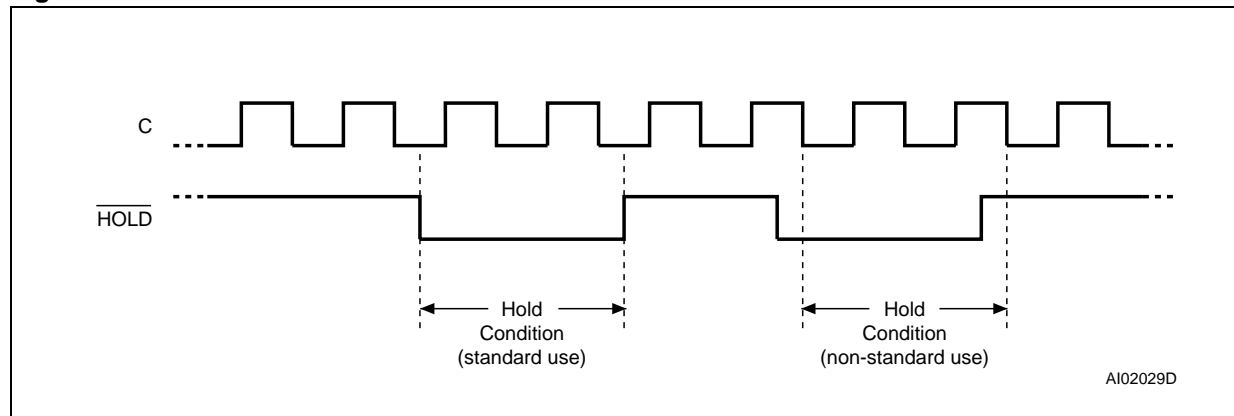 C
HOLD
Hold
Condition
(standard use)
Hold
Condition
(non-standard use)
AI02029D